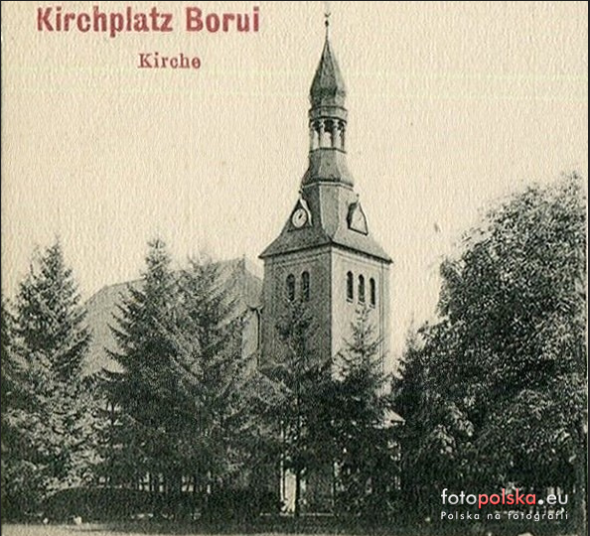 Kirchplatz Borui
Kirche
fotopolska.eu
Polska na fotografii